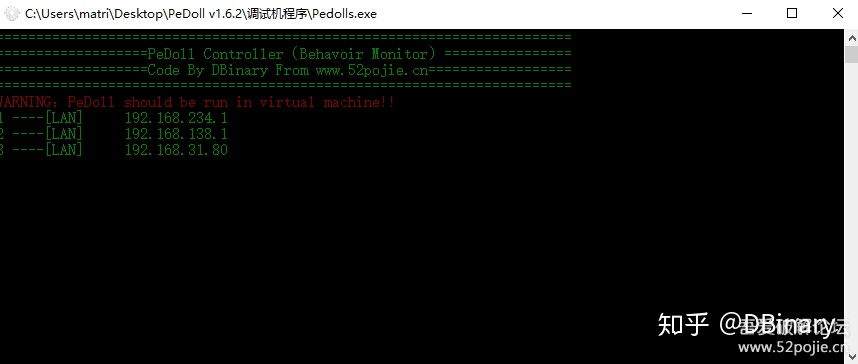 C:\Users\matri\Desktop\PeDoll v1.6.2\调试机程序\Pedolls.exe
=====================================================================
==================PeDoll Controller (Behavoir Monitor) ================
==================Code By DBinary From www.52pojie.cn=================
=====================================================================
WARNING: PeDoll should be run in virtual machine!!
1 ----[LAN] 192.168.234.1
2 ----[LAN] 192.168.138.1
3 ----[LAN] 192.168.31.80
知乎 @DBinary
吾爱破解论坛
www.52pojie.cn